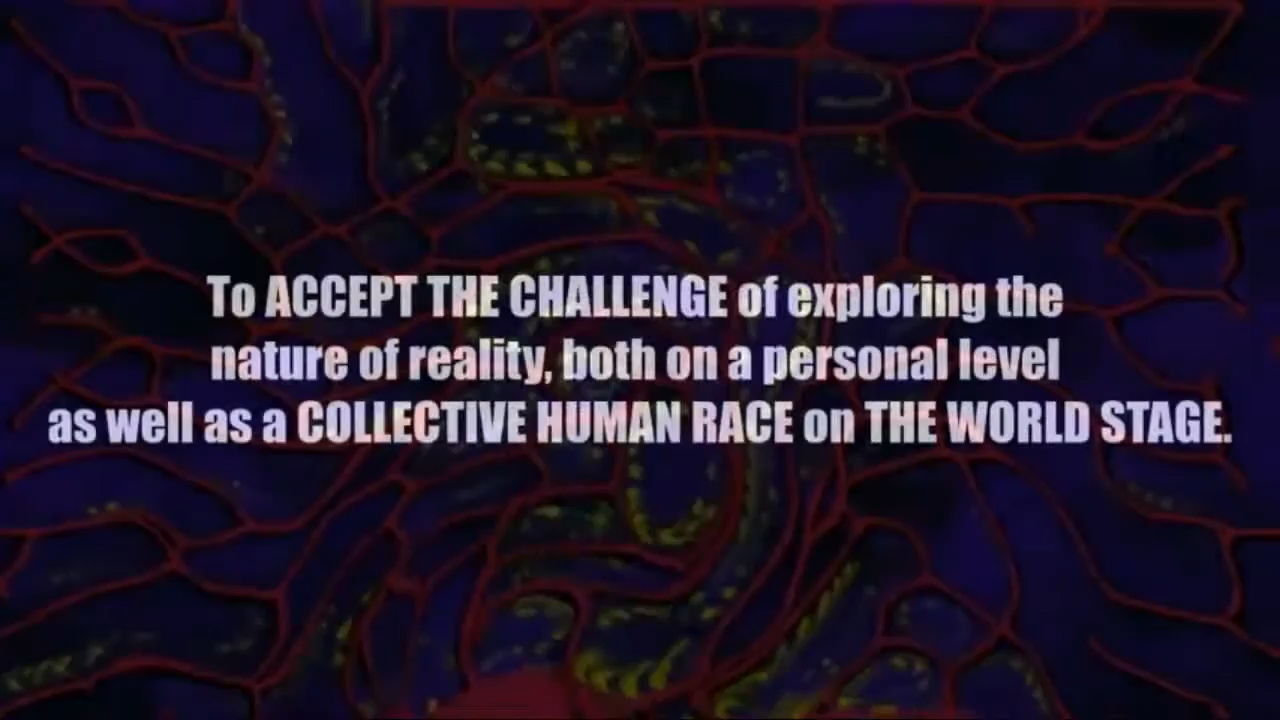 To ACCEPT THE CHALLENGE of exploring the
nature of reality, both on a personal level
as well as a COLLECTIVE HUMAN RACE on THE WORLD STAGE.